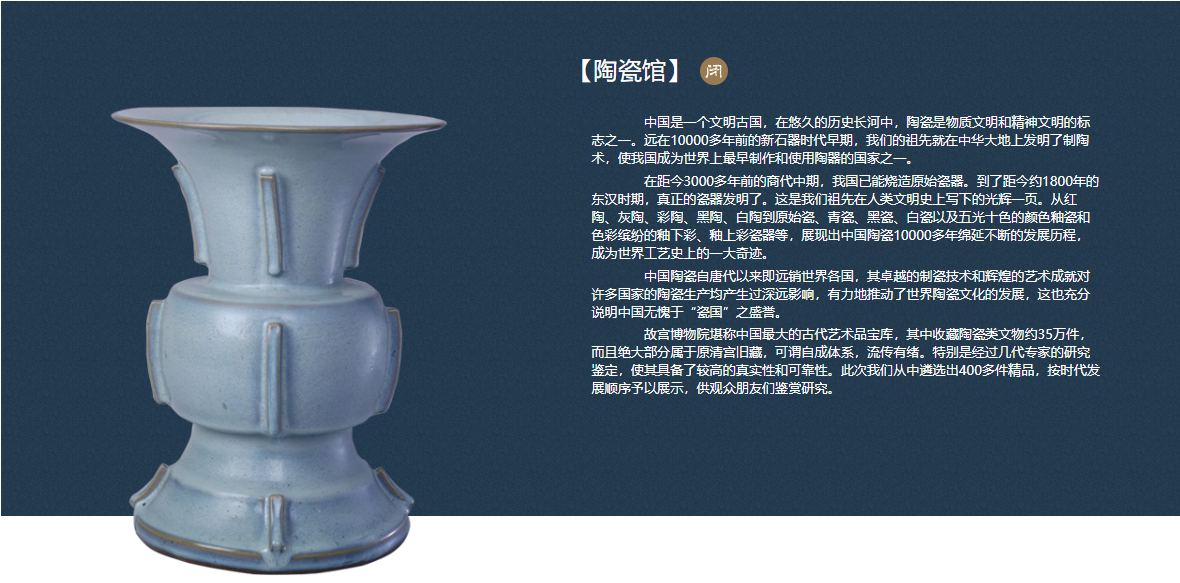 【陶瓷馆】 闭
中国是一个文明古国，在悠久的历史长河中，陶瓷是物质文明和精神文明的标
志之一。远在10000多年前的新石器时代早期，我们的祖先就在中华大地上发明了制陶
术，使我国成为世界上最早制作和使用陶器的国家之一。
在距今3000多年前的商代中期，我国已能烧造原始瓷器。到了距今约1800年的
东汉时期，真正的瓷器发明了。这是我们祖先在人类文明史上写下的光辉一页。从红
陶、灰陶、彩陶、黑陶、白陶到原始瓷、青瓷、黑瓷、白瓷以及五光十色的颜色釉瓷和
色彩缤纷的釉下彩、釉上彩瓷器等，展现出中国陶瓷10000多年绵延不断的发展历程，
成为世界工艺史上的一大奇迹。
中国陶瓷自唐代以来即远销世界各国，其卓越的制瓷技术和辉煌的艺术成就对
许多国家的陶瓷生产均产生过深远影响，有力地推动了世界陶瓷文化的发展，这也充分
说明中国无愧于“瓷国”之盛誉。
故宫博物院堪称中国最大的古代艺术品宝库，其中收藏陶瓷类文物约35万件，
而且绝大部分属于原清宫旧藏，可谓自成体系，流传有绪。特别是经过几代专家的研究
鉴定，使其具备了较高的真实性和可靠性。此次我们从中遴选出400多件精品，按时代发
展顺序予以展示，供观众朋友们鉴赏研究。